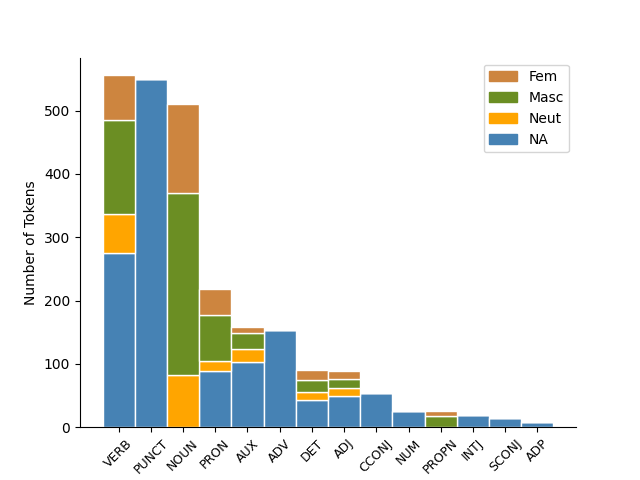 Fem
Masc
Neut
NA
Number of Tokens
500
400
300
200
100
0
VERB
PUNCT
NOUN
PRON
AUX
ADV
DET
ADJ
CCONJ
NUM
PROPN
INTJ
SCONJ
ADP